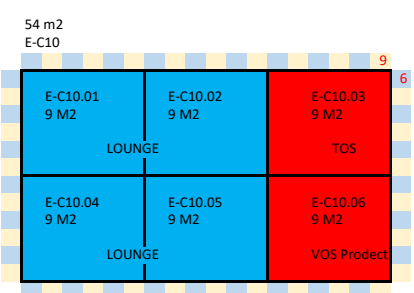 54 m2
E-C10
9
6
E-C10.01
9 M2
E-C10.02
9 M2
E-C10.03
9 M2
LOUNGE
TOS
E-C10.04
9 M2
E-C10.05
9 M2
E-C10.06
9 M2
LOUNGE
VOS Prodect